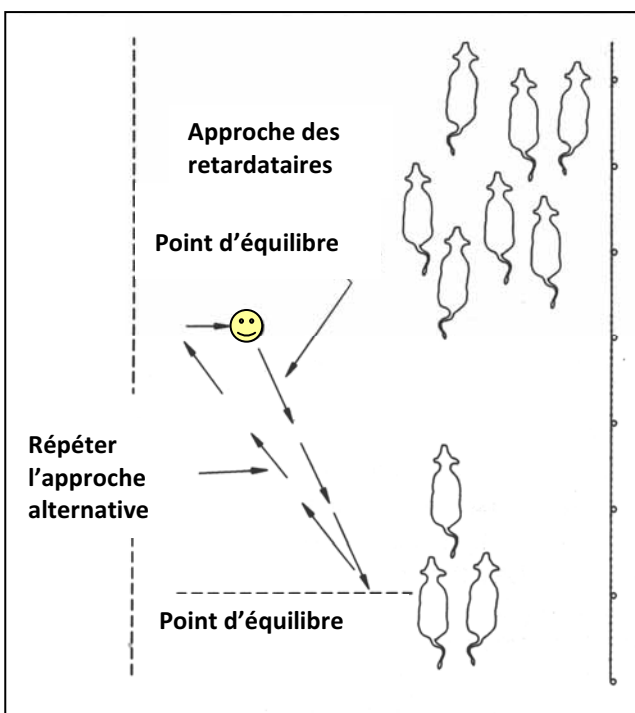 Approche des
retardataires
Point d’équilibre
Répéter
l’approche
alternative
Point d’équilibre